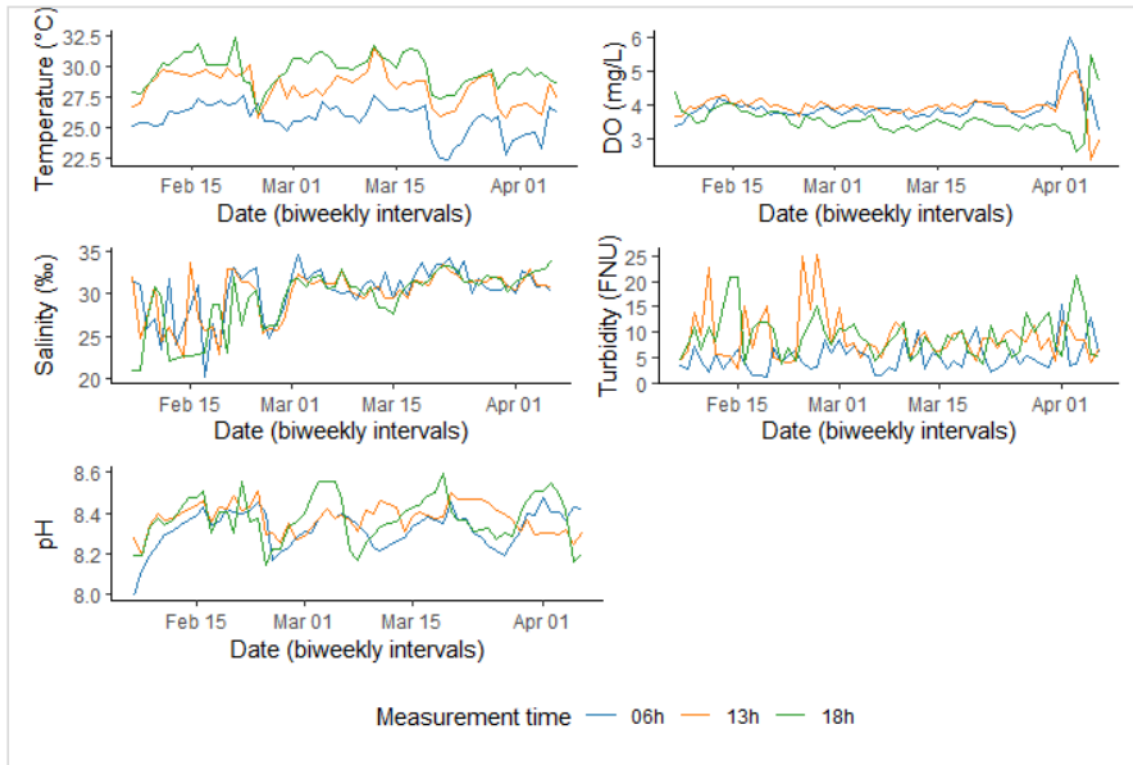 Temperature (°C)
32.5
30.0
27.5
25.0
22.5
Feb 15 Mar 01 Mar 15 Apr 01
Date (biweekly intervals)
DO (mg/L)
6
5
4
3
Feb 15 Mar 01 Mar 15 Apr 01
Date (biweekly intervals)
Salinity (‰)
35
30
25
20
Feb 15 Mar 01 Mar 15 Apr 01
Date (biweekly intervals)
Turbidity (FNU)
25
20
15
10
5
0
Feb 15 Mar 01 Mar 15 Apr 01
Date (biweekly intervals)
pH
8.6
8.4
8.2
8.0
Feb 15 Mar 01 Mar 15 Apr 01
Date (biweekly intervals)
Measurement time 06h 13h 18h